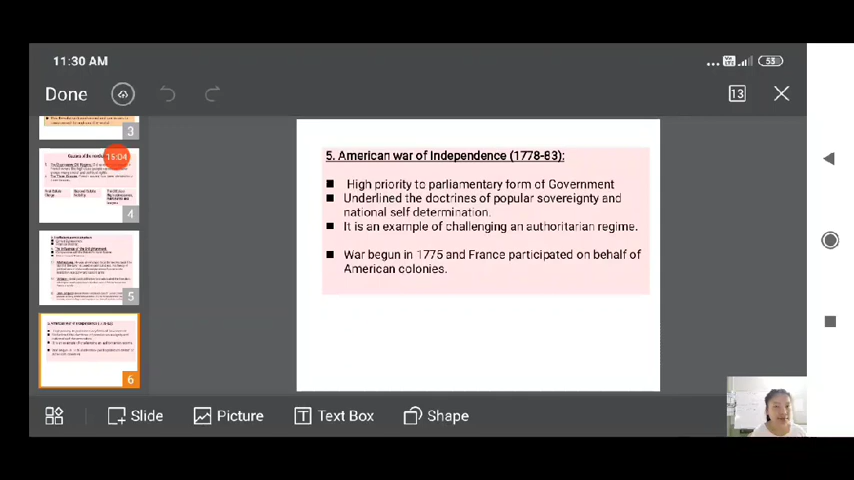 11:30 AM
53
Done
13
3
16:04
4
5
6
5. American war of Independence (1778-83):
■ High priority to parliamentary form of Government
■ Underlined the doctrines of popular sovereignty and
national self determination.
■ It is an example of challenging an authoritarian regime.
■ War begun in 1775 and France participated on behalf of
American colonies.
Slide
Picture
Text Box
Shape